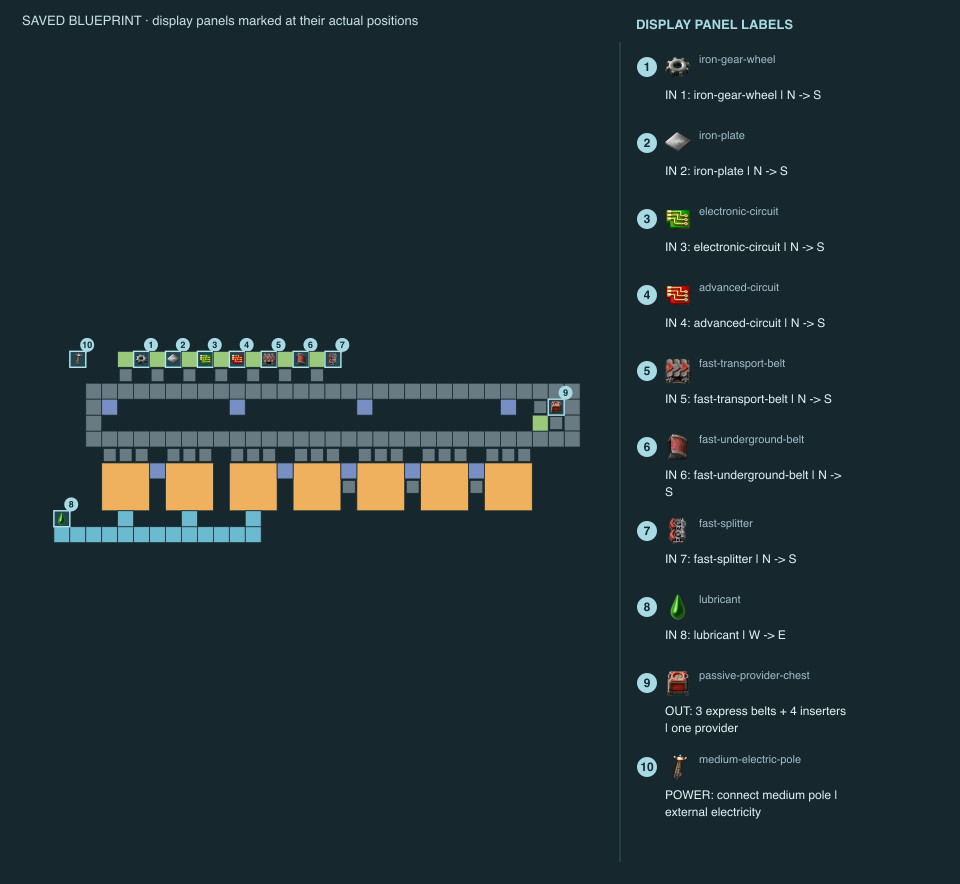 SAVED BLUEPRINT · display panels marked at their actual positions
DISPLAY PANEL LABELS
1 iron-gear-wheel
IN 1: iron-gear-wheel | N -> S
2 iron-plate
IN 2: iron-plate | N -> S
3 electronic-circuit
IN 3: electronic-circuit | N -> S
4 advanced-circuit
IN 4: advanced-circuit | N -> S
5 fast-transport-belt
IN 5: fast-transport-belt | N -> S
6 fast-underground-belt
IN 6: fast-underground-belt | N ->
S
7 fast-splitter
IN 7: fast-splitter | N -> S
8 lubricant
IN 8: lubricant | W -> E
9 passive-provider-chest
OUT: 3 express belts + 4 inserters
| one provider
10 medium-electric-pole
POWER: connect medium pole |
external electricity
10 1 2 3 4 5 6 7
9
8